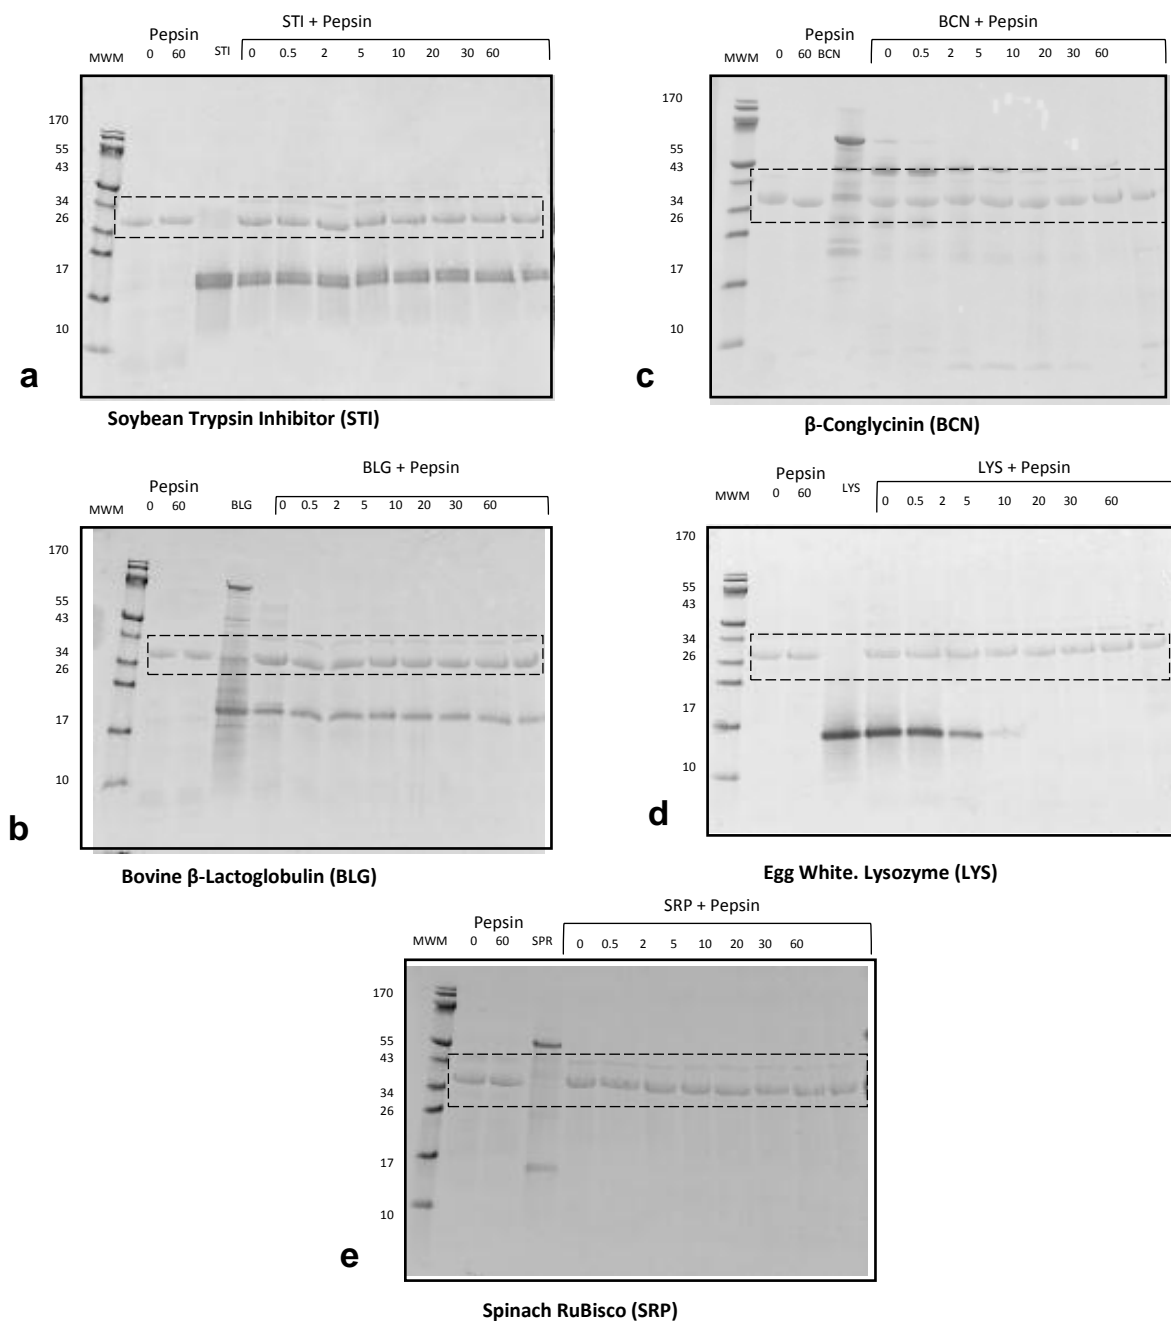 STI + Pepsin
Pepsin
MWM 0 60 STI 0 0.5 2 5 10 20 30 60
170
55
43
34
26
17
10
a
Soybean Trypsin Inhibitor (STI)
BCN + Pepsin
Pepsin
MWM 0 60 BCN 0 0.5 2 5 10 20 30 60
170
55
43
34
26
17
10
c
β-Conglycinin (BCN)
BLG + Pepsin
Pepsin
MWM 0 60 BLG 0 0.5 2 5 10 20 30 60
170
55
43
34
26
17
10
b
Bovine β-Lactoglobulin (BLG)
LYS + Pepsin
Pepsin
MWM 0 60 LYS 0 0.5 2 5 10 20 30 60
170
55
43
34
26
17
10
d
Egg White. Lysozyme (LYS)
SRP + Pepsin
Pepsin
MWM 0 60 SPR 0 0.5 2 5 10 20 30 60
170
55
43
34
26
17
10
e
Spinach RuBisco (SRP)